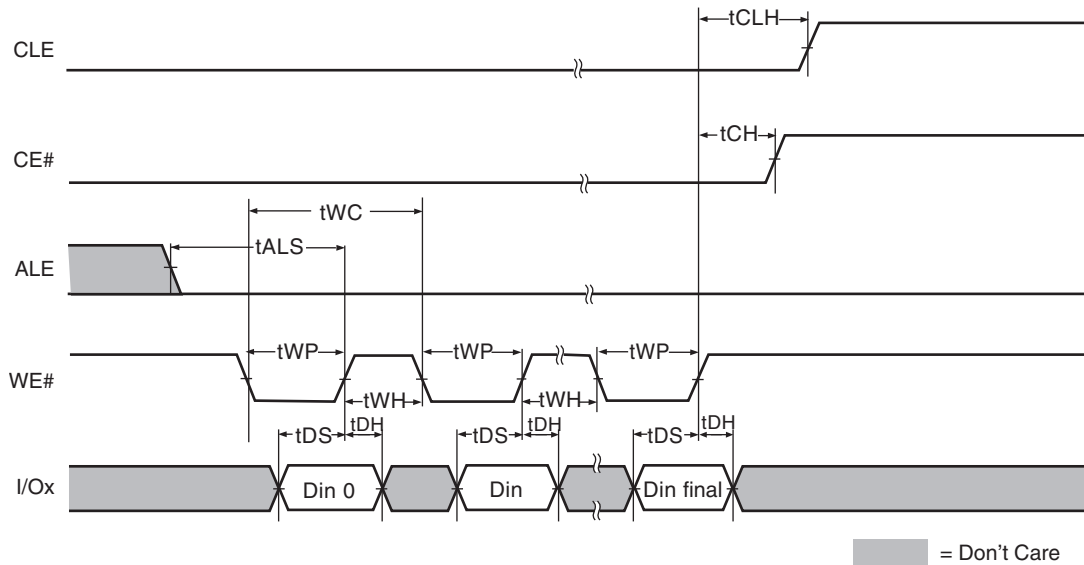 tCLH
CLE
tCH
CE#
tWC
tALS
ALE
tWP tWP tWP
WE#
tWH tWH
tDS tDH tDS tDH tDS tDH
I/Ox Din 0 Din Din final
= Don't Care